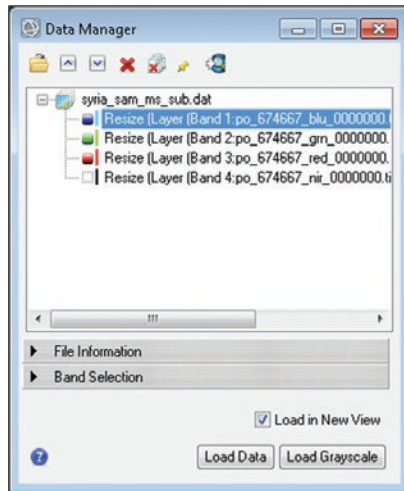 Data Manager
syria_sam_ms_sub.dat
Resize (Layer (Band 1:po_674667_blu_0000000.t
Resize (Layer (Band 2:po_674667_grn_0000000.
Resize (Layer (Band 3:po_674667_red_0000000.
Resize (Layer (Band 4:po_674667_nir_0000000.ti
File Information
Band Selection
Load in New View
Load Data
Load Grayscale